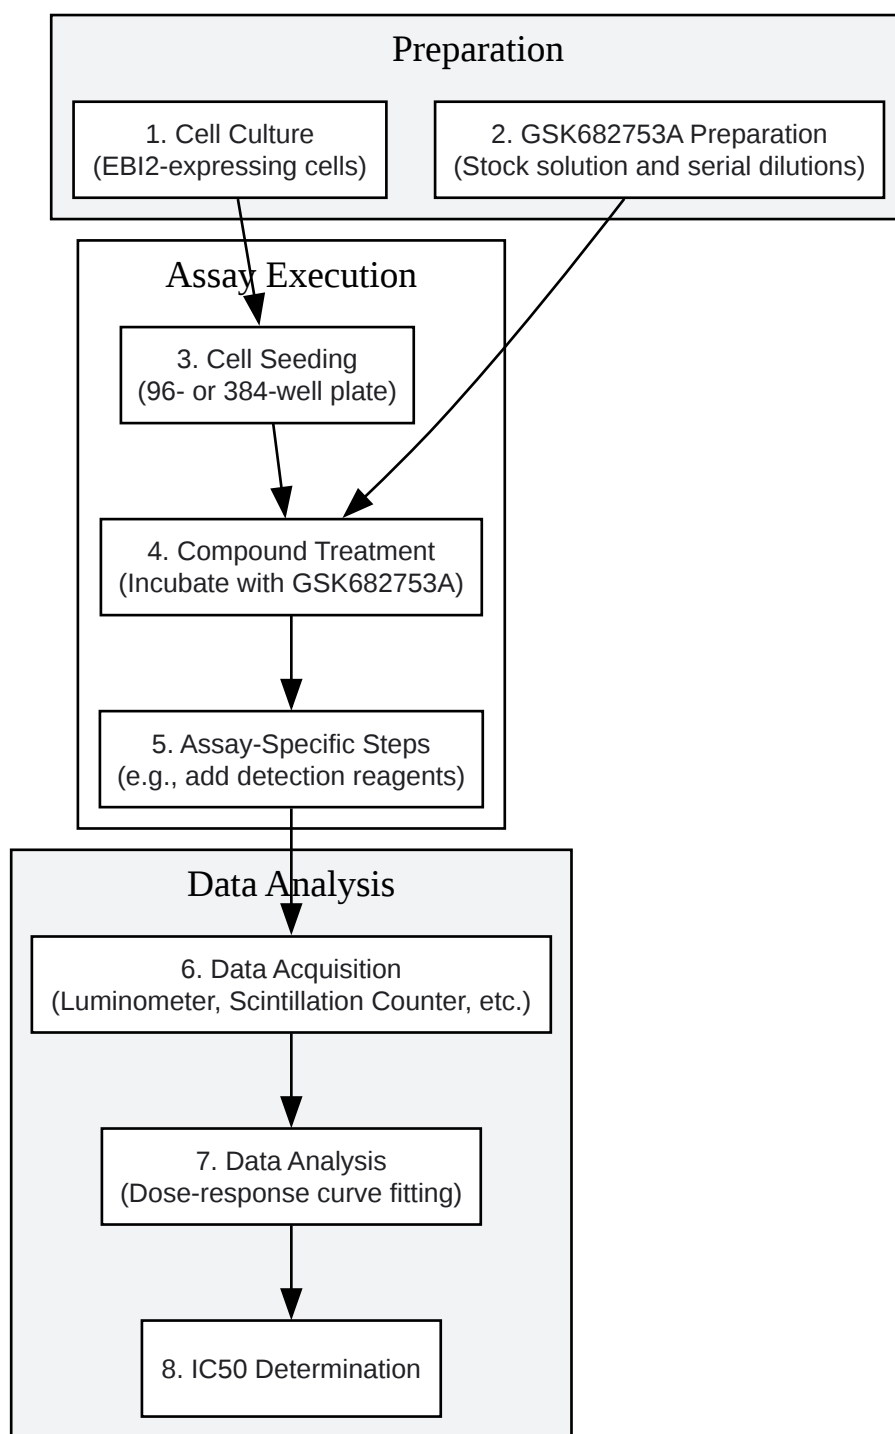 Preparation
1. Cell Culture
(EBI2-expressing cells)
2. GSK682753A Preparation
(Stock solution and serial dilutions)
Assay Execution
3. Cell Seeding
(96- or 384-well plate)
4. Compound Treatment
(Incubate with GSK682753A)
5. Assay-Specific Steps
(e.g., add detection reagents)
Data Analysis
6. Data Acquisition
(Luminometer, Scintillation Counter, etc.)
7. Data Analysis
(Dose-response curve fitting)
8. IC50 Determination